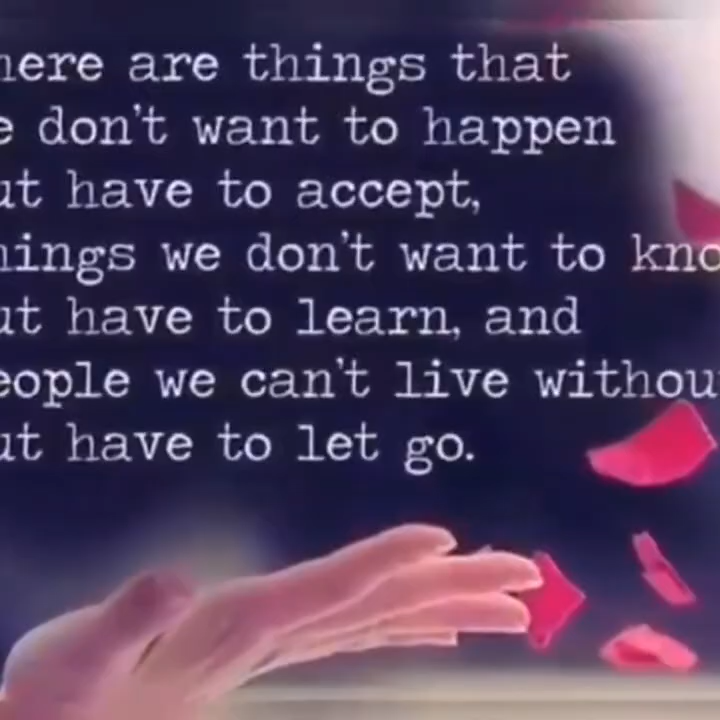 here are things that
e don't want to happen
ut have to accept,
hings we don't want to kno
ut have to learn, and
eople we can't live withou
ut have to let go.